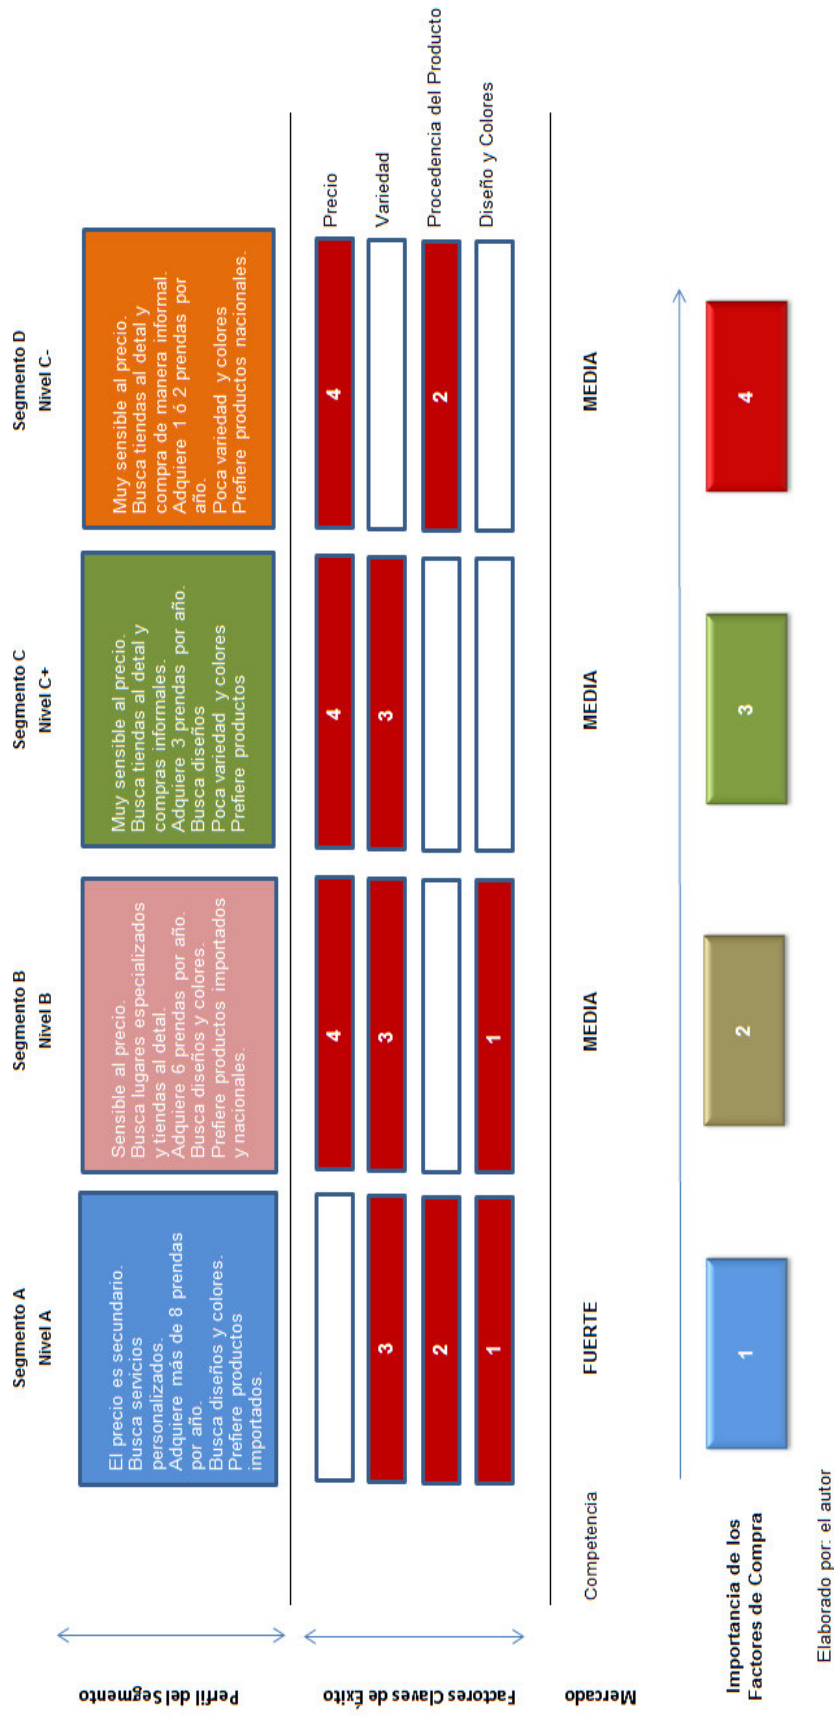 Segmento A
Nivel A
Segmento B
Nivel B
Segmento C
Nivel C+
Segmento D
Nivel C-
Perfil del Segmento
El precio es secundario.
Busca servicios
personalizados.
Adquiere más de 8 prendas
por año.
Busca diseños y colores.
Prefiere productos
importados.
Sensible al precio.
Busca lugares especializados
y tiendas al detal.
Adquiere 6 prendas por año.
Busca diseños y colores.
Prefiere productos importados
y nacionales.
Muy sensible al precio.
Busca tiendas al detal y
compras informales.
Adquiere 3 prendas por año.
Busca diseños
Poca variedad y colores
Prefiere productos
Muy sensible al precio.
Busca tiendas al detal y
compra de manera informal.
Adquiere 1 ó 2 prendas por
año.
Poca variedad y colores
Prefiere productos nacionales.
Factores Claves de Éxito
4 4 4 Precio
3 3 3 Variedad
2 2 Procedencia del Producto
1 1 Diseño y Colores
Mercado
Competencia
FUERTE MEDIA MEDIA MEDIA
Importancia de los
Factores de Compra
1 2 3 4
Elaborado por: el autor